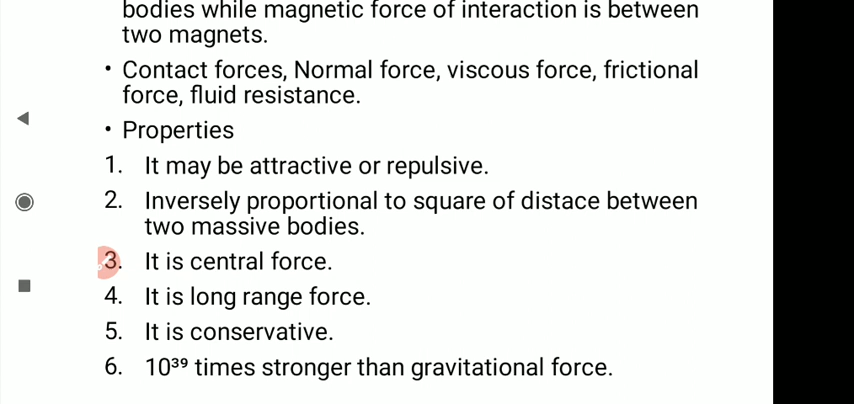 bodies while magnetic force of interaction is between
two magnets.
• Contact forces, Normal force, viscous force, frictional
force, fluid resistance.
• Properties
1. It may be attractive or repulsive.
2. Inversely proportional to square of distace between
two massive bodies.
3. It is central force.
4. It is long range force.
5. It is conservative.
6. 10³⁹ times stronger than gravitational force.